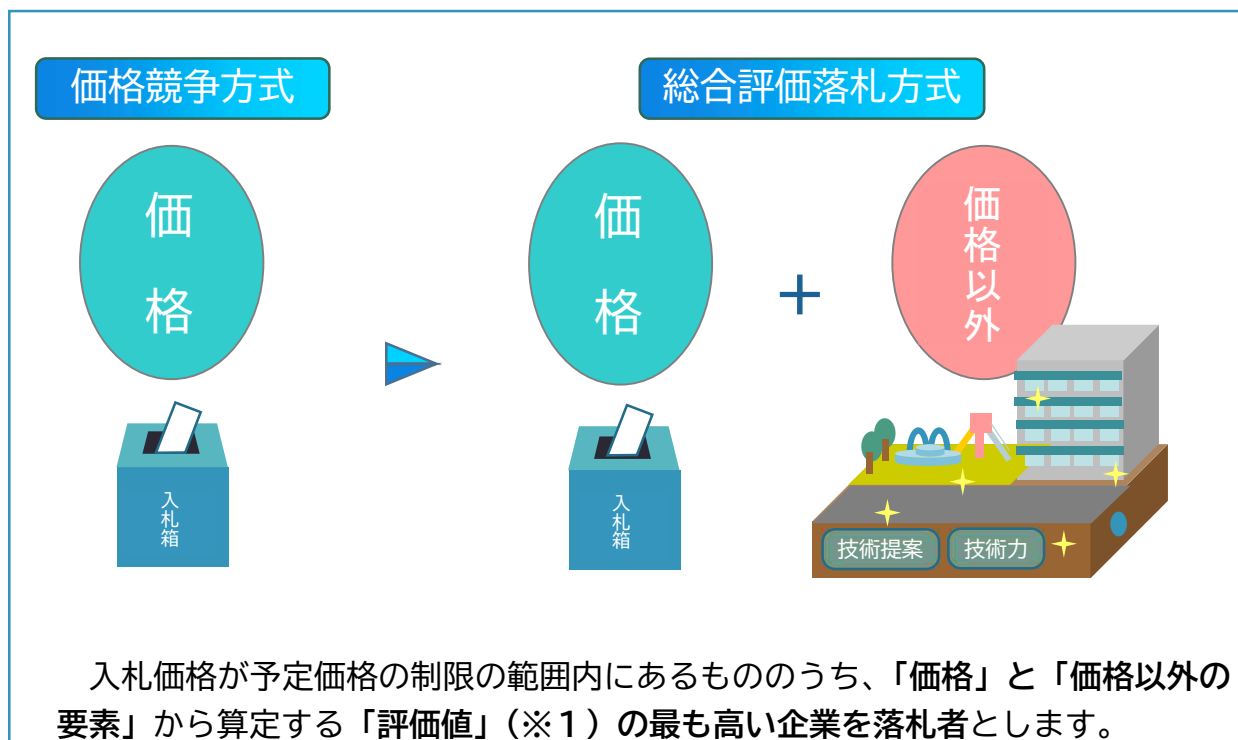 価格競争方式
総合評価落札方式
価格
価格
+
価格以外
入札箱
入札箱
技術提案
技術力
入札価格が予定価格の制限の範囲内にあるもののうち、「価格」と「価格以外の
要素」から算定する「評価値」(※1)の最も高い企業を落札者とします。